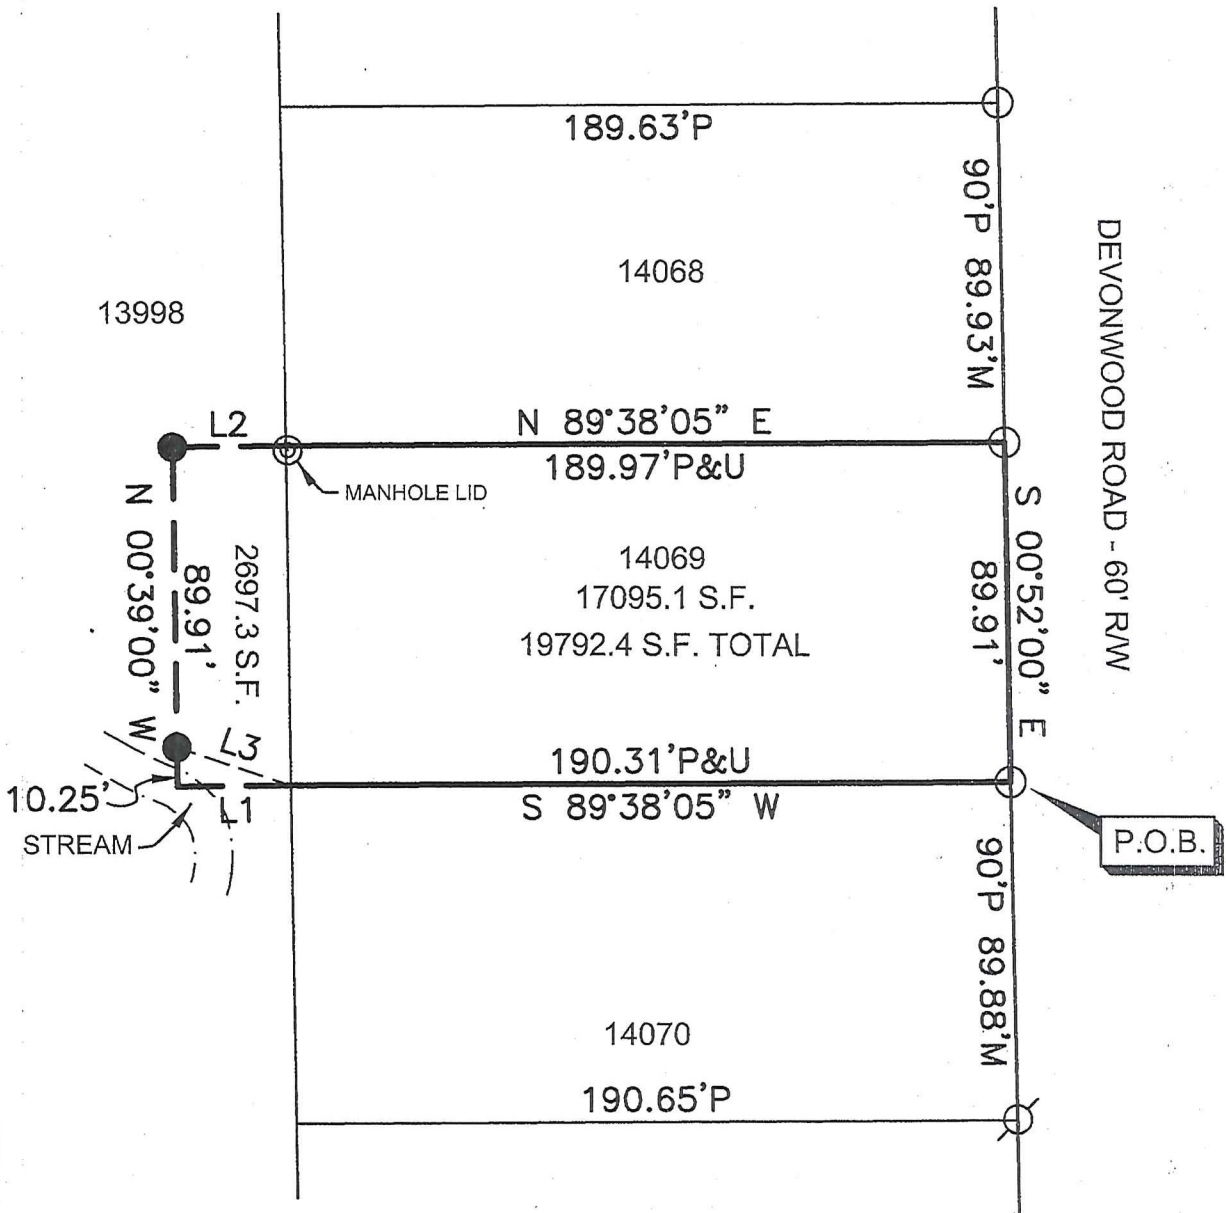 189.63'P
90'P 89.93'M
DEVONWOOD ROAD - 60' R/W
14068
13998
L2
N 89°38'05" E
189.97'P&U
MANHOLE LID
N 00°39'00" W
89.91'
2697.3 S.F.
14069
17095.1 S.F.
19792.4 S.F. TOTAL
S 00°52'00" E
89.91'
L3
190.31'P&U
S 89°38'05" W
10.25'
L1
STREAM
P.O.B.
90'P 89.88'M
14070
190.65'P